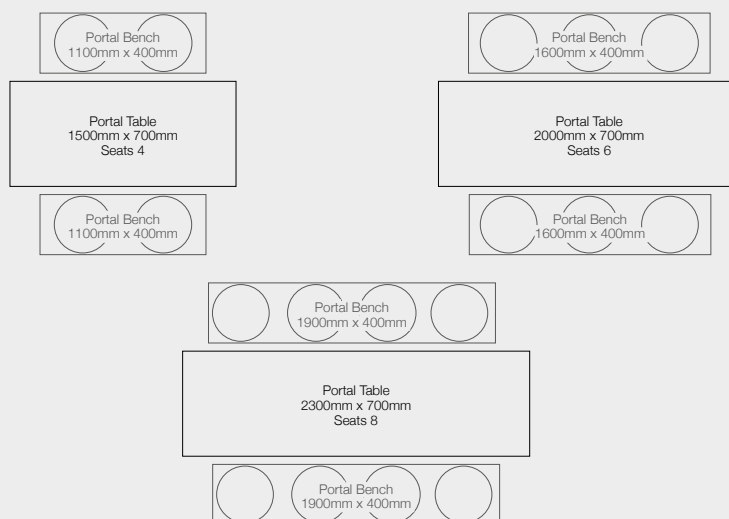 Portal Bench
1100mm x 400mm
Portal Table
1500mm x 700mm
Seats 4
Portal Bench
1100mm x 400mm
Portal Bench
1600mm x 400mm
Portal Table
2000mm x 700mm
Seats 6
Portal Bench
1600mm x 400mm
Portal Bench
1900mm x 400mm
Portal Table
2300mm x 700mm
Seats 8
Portal Bench
1900mm x 400mm